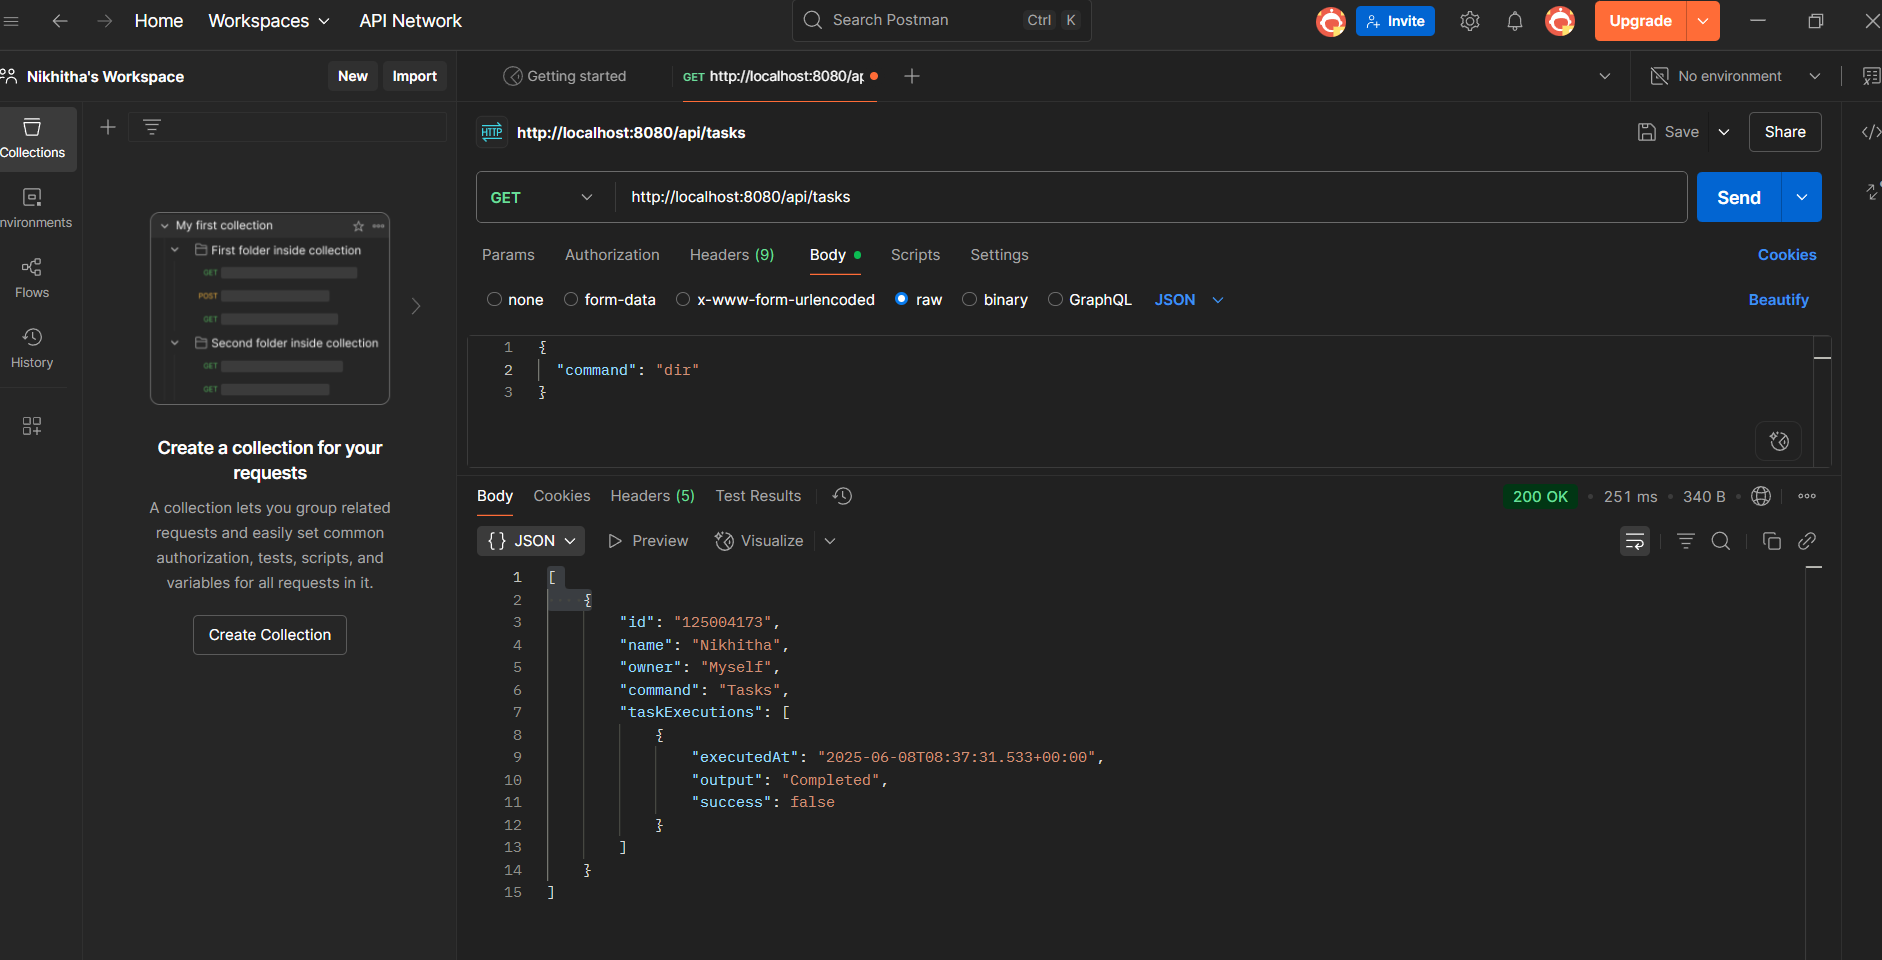 Home Workspaces API Network Search Postman Ctrl K Invite Upgrade
Nikhitha's Workspace New Import Getting started GET http://localhost:8080/ap No environment
Collections
HTTP http://localhost:8080/api/tasks Save Share
nvironments
GET http://localhost:8080/api/tasks Send
Flows
History
Params Authorization Headers (9) Body Scripts Settings Cookies
none form-data x-www-form-urlencoded raw binary GraphQL JSON Beautify
My first collection
First folder inside collection
GET
POST
GET
Second folder inside collection
GET
GET
Create a collection for your
requests
A collection lets you group related
requests and easily set common
authorization, tests, scripts, and
variables for all requests in it.
Create Collection
1 {
2 "command": "dir"
3 }
Body Cookies Headers (5) Test Results 200 OK • 251 ms • 340 B •
{} JSON Preview Visualize
1 [
2 {
3 "id": "125004173",
4 "name": "Nikhitha",
5 "owner": "Myself",
6 "command": "Tasks",
7 "taskExecutions": [
8 {
9 "executedAt": "2025-06-08T08:37:31.533+00:00",
10 "output": "Completed",
11 "success": false
12 }
13 ]
14 }
15 ]